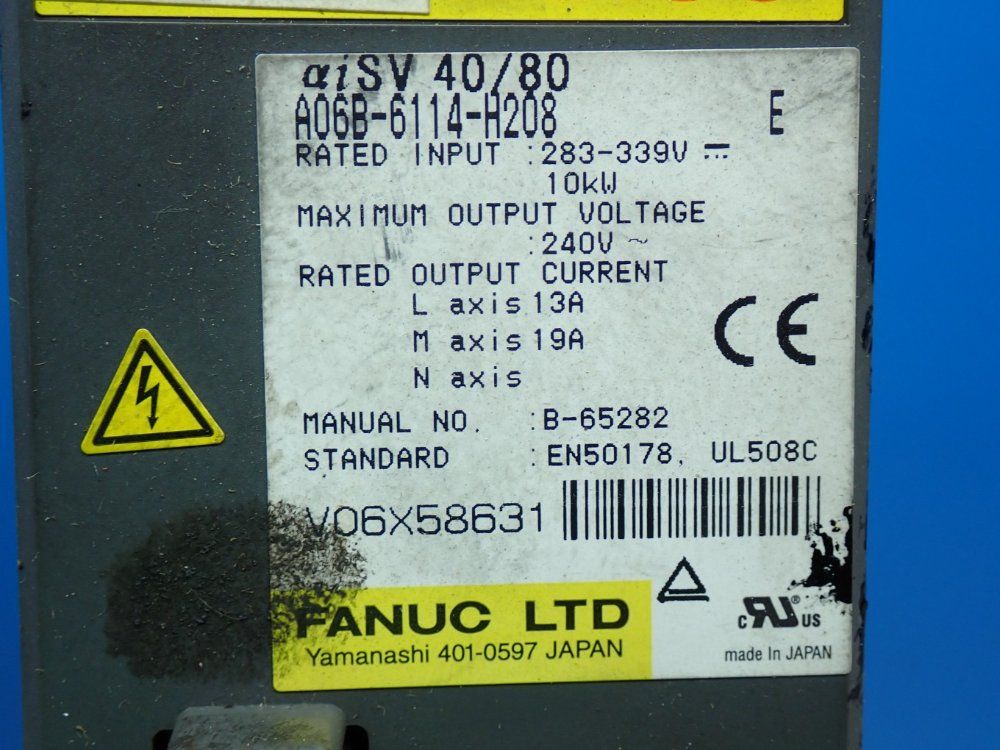 αiSV 40/80
A06B-6114-H208 E
RATED INPUT :283-339V ⎓
10kW
MAXIMUM OUTPUT VOLTAGE
:240V ~
RATED OUTPUT CURRENT
L axis 13A
M axis 19A
N axis
MANUAL NO. :B-65282
STANDARD :EN50178, UL508C
V06X58631
CE
FANUC LTD
Yamanashi 401-0597 JAPAN
c RU® US
made In JAPAN